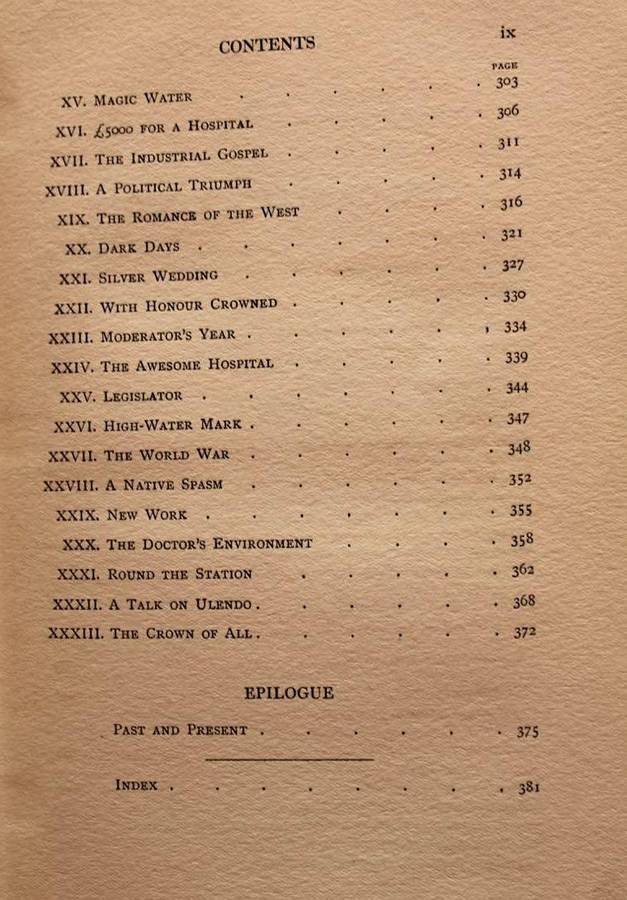 CONTENTS ix
PAGE
XV. MAGIC WATER . . . . . . 303
XVI. £5000 FOR A HOSPITAL . . . . . 306
XVII. THE INDUSTRIAL GOSPEL . . . . . 311
XVIII. A POLITICAL TRIUMPH . . . . . 314
XIX. THE ROMANCE OF THE WEST . . . . 316
XX. DARK DAYS . . . . . . . 321
XXI. SILVER WEDDING . . . . . . 327
XXII. WITH HONOUR CROWNED . . . . . 330
XXIII. MODERATOR'S YEAR . . . . . . 334
XXIV. THE AWESOME HOSPITAL . . . . . 339
XXV. LEGISLATOR . . . . . . . 344
XXVI. HIGH-WATER MARK . . . . . . 347
XXVII. THE WORLD WAR . . . . . . 348
XXVIII. A NATIVE SPASM . . . . . . 352
XXIX. NEW WORK . . . . . . . 355
XXX. THE DOCTOR'S ENVIRONMENT . . . . 358
XXXI. ROUND THE STATION . . . . . 362
XXXII. A TALK ON ULENDO . . . . . . 368
XXXIII. THE CROWN OF ALL . . . . . . 372
EPILOGUE
PAST AND PRESENT . . . . . . 375
INDEX . . . . . . . . 381